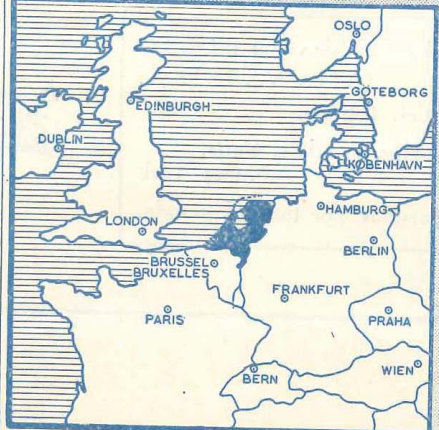 OSLO
GÖTEBORG
EDINBURGH
DUBLIN
KØBENHAVN
HAMBURG
LONDON
BERLIN
BRUSSEL
BRUXELLES
FRANKFURT
PARIS
PRAHA
WIEN
BERN